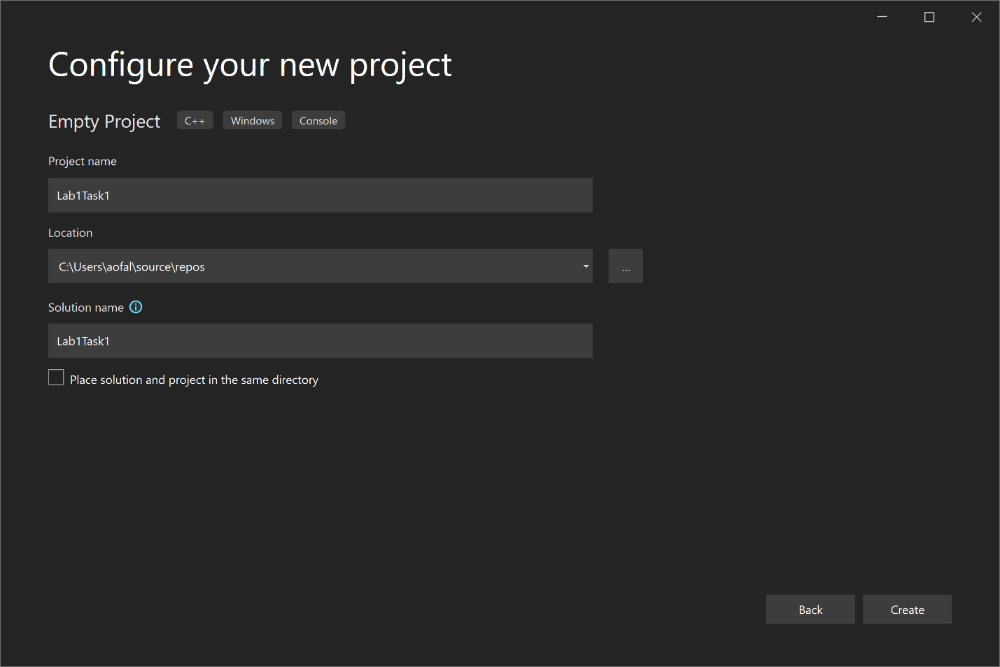 Configure your new project
Empty Project C++ Windows Console
Project name
Lab1Task1
Location
C:\Users\aofal\source\repos ...
Solution name
Lab1Task1
Place solution and project in the same directory
Back Create